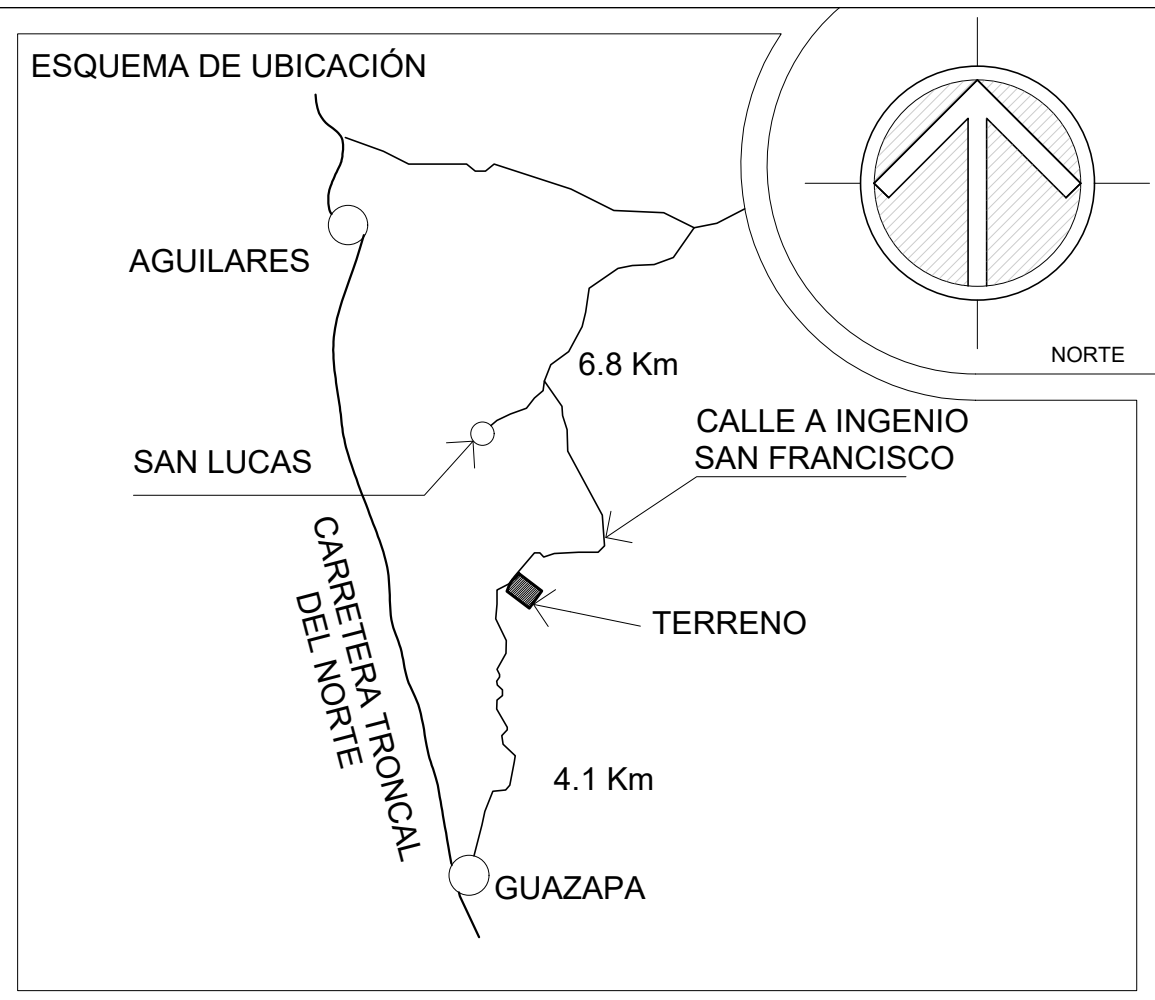 ESQUEMA DE UBICACIÓN
NORTE
AGUILARES
6.8 Km
CALLE A INGENIO
SAN FRANCISCO
SAN LUCAS
CARRETERA TRONCAL
DEL NORTE
TERRENO
4.1 Km
GUAZAPA